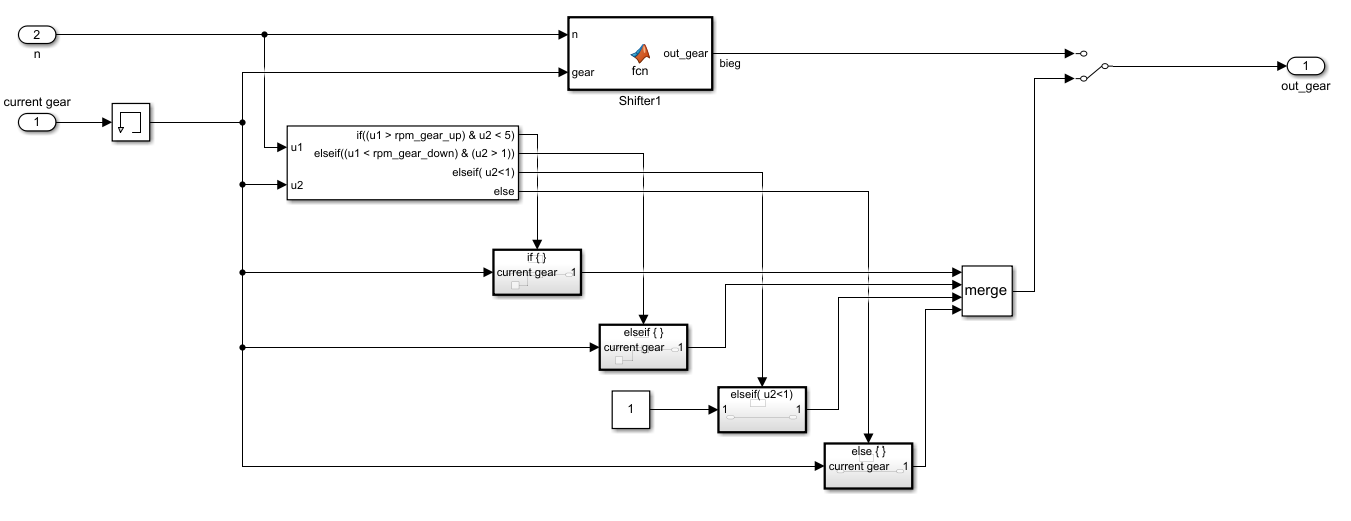 2
n
n
gear
out_gear
fcn
Shifter1
bieg
1
out_gear
current gear
1
u1
u2
if((u1 > rpm_gear_up) & u2 < 5)
elseif((u1 < rpm_gear_down) & (u2 > 1))
elseif( u2<1)
else
if { }
current gear 1
merge
elseif { }
current gear 1
1
elseif( u2<1)
1 1
else { }
current gear 1